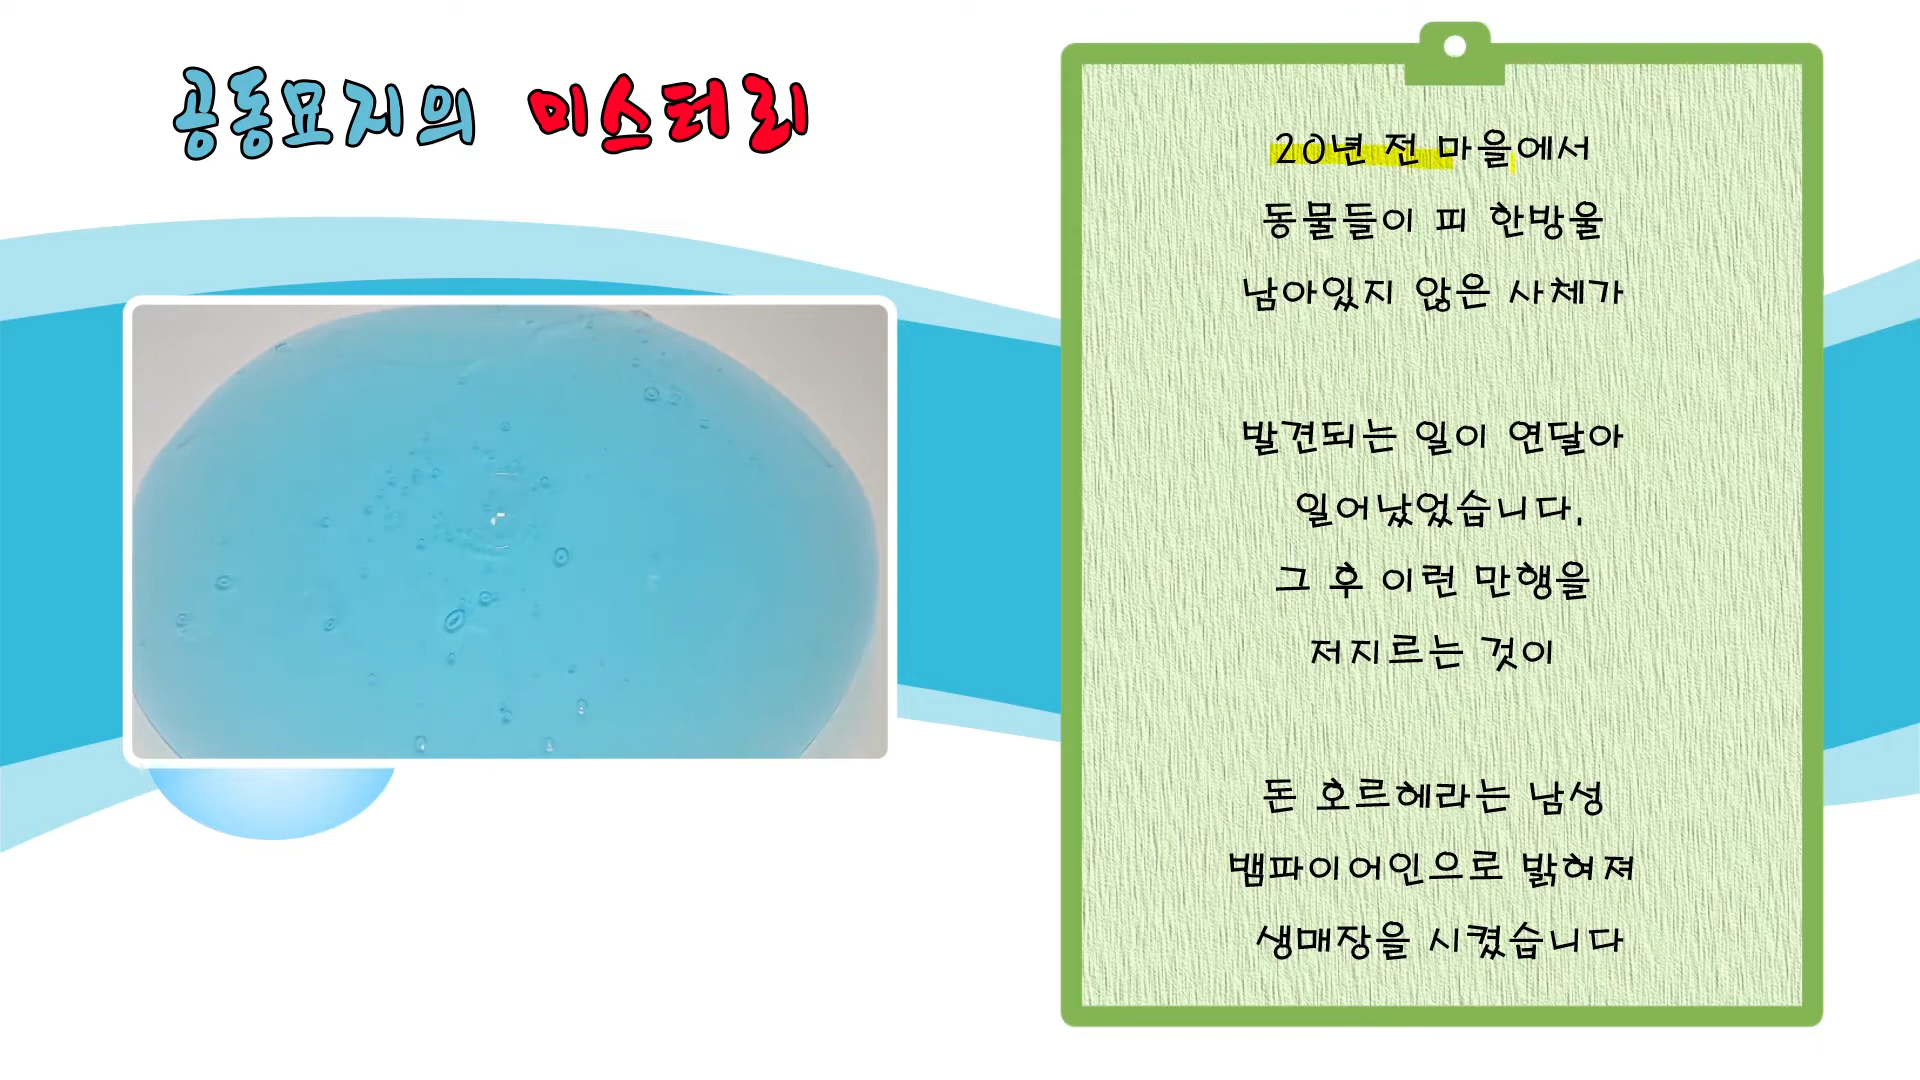 공동묘지의 미스터리
20년 전 마을에서
동물들이 피 한방울
남아있지 않은 사체가
발견되는 일이 연달아
일어났었습니다.
그 후 이런 만행을
저지르는 것이
돈 호르헤라는 남성
뱀파이어인으로 밝혀져
생매장을 시켰습니다